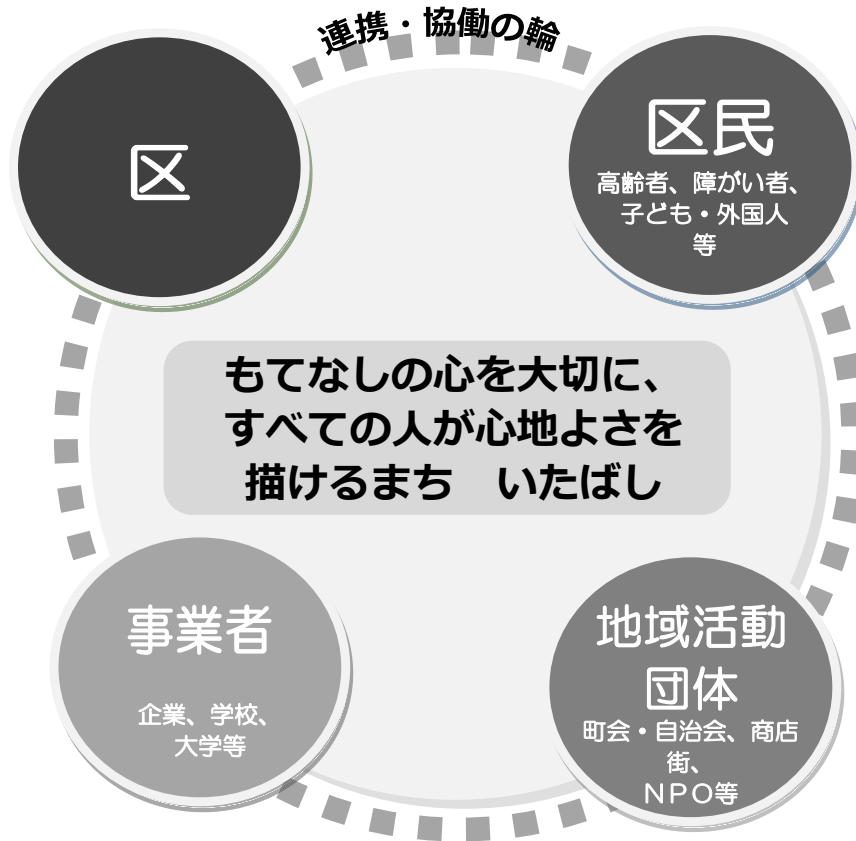 連携・協働の輪
区
区民
高齢者、障がい者、
子ども・外国人
等
もてなしの心を大切に、
すべての人が心地よさを
描けるまち　いたばし
事業者
企業、学校、
大学等
地域活動
団体
町会・自治会、商店
街、
ＮＰＯ等